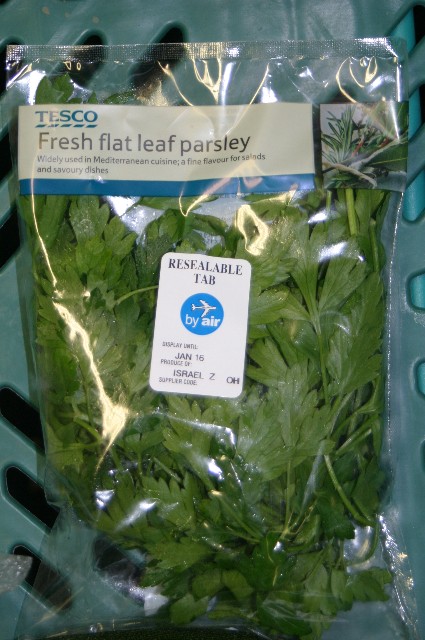 TESCO
Fresh flat leaf parsley
Widely used in Mediterranean cuisine; a fine flavour for salads
and savoury dishes
RESEALABLE
TAB
by air
DISPLAY UNTIL:
JAN 16
PRODUCE OF:
ISRAEL Z OH
SUPPLIER CODE: